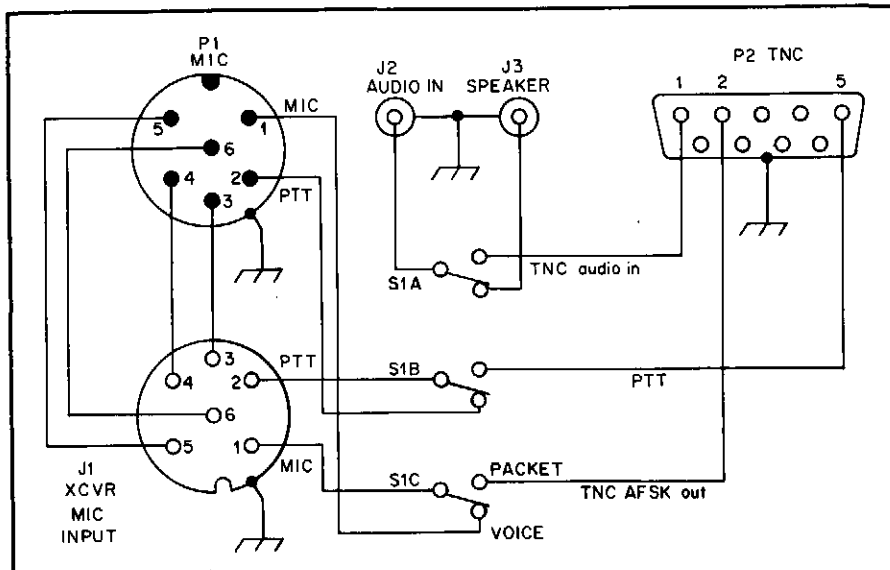 P1
MIC
J2
AUDIO IN
J3
SPEAKER
P2 TNC
1 2 5
MIC
5 1
6
4 2
3
PTT
S1A
TNC audio in
3
PTT
4 2
6
5 1
MIC
S1B
PTT
J1
XCVR
MIC
INPUT
S1C
PACKET
TNC AFSK out
VOICE